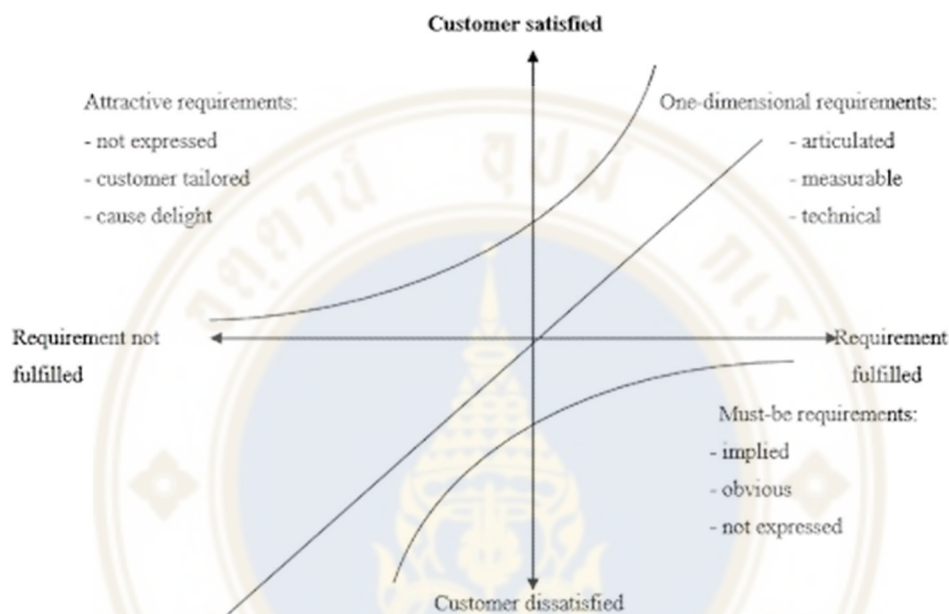 Customer satisfied
Attractive requirements:
- not expressed
- customer tailored
- cause delight
One-dimensional requirements:
- articulated
- measurable
- technical
Requirement not
fulfilled
Requirement
fulfilled
Must-be requirements:
- implied
- obvious
- not expressed
Customer dissatisfied